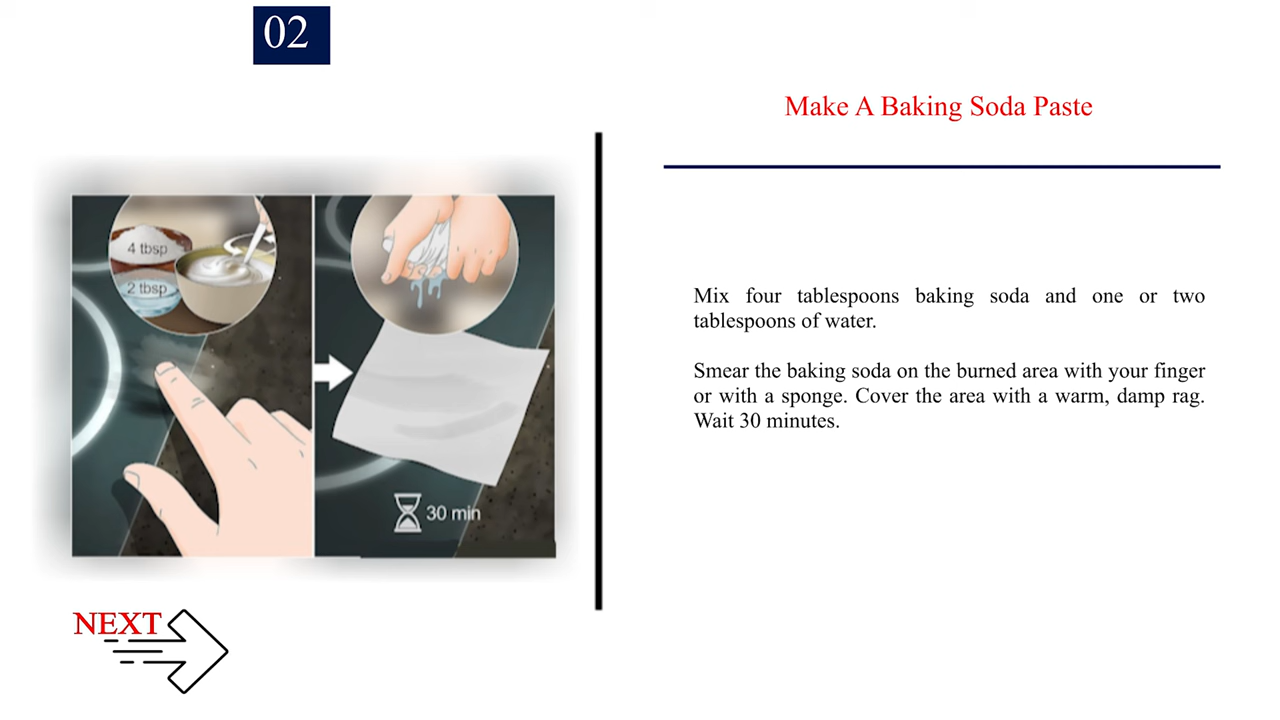 02
Make A Baking Soda Paste
4 tbsp
2 tbsp
30 min
Mix four tablespoons baking soda and one or two
tablespoons of water.
Smear the baking soda on the burned area with your finger
or with a sponge. Cover the area with a warm, damp rag.
Wait 30 minutes.
NEXT